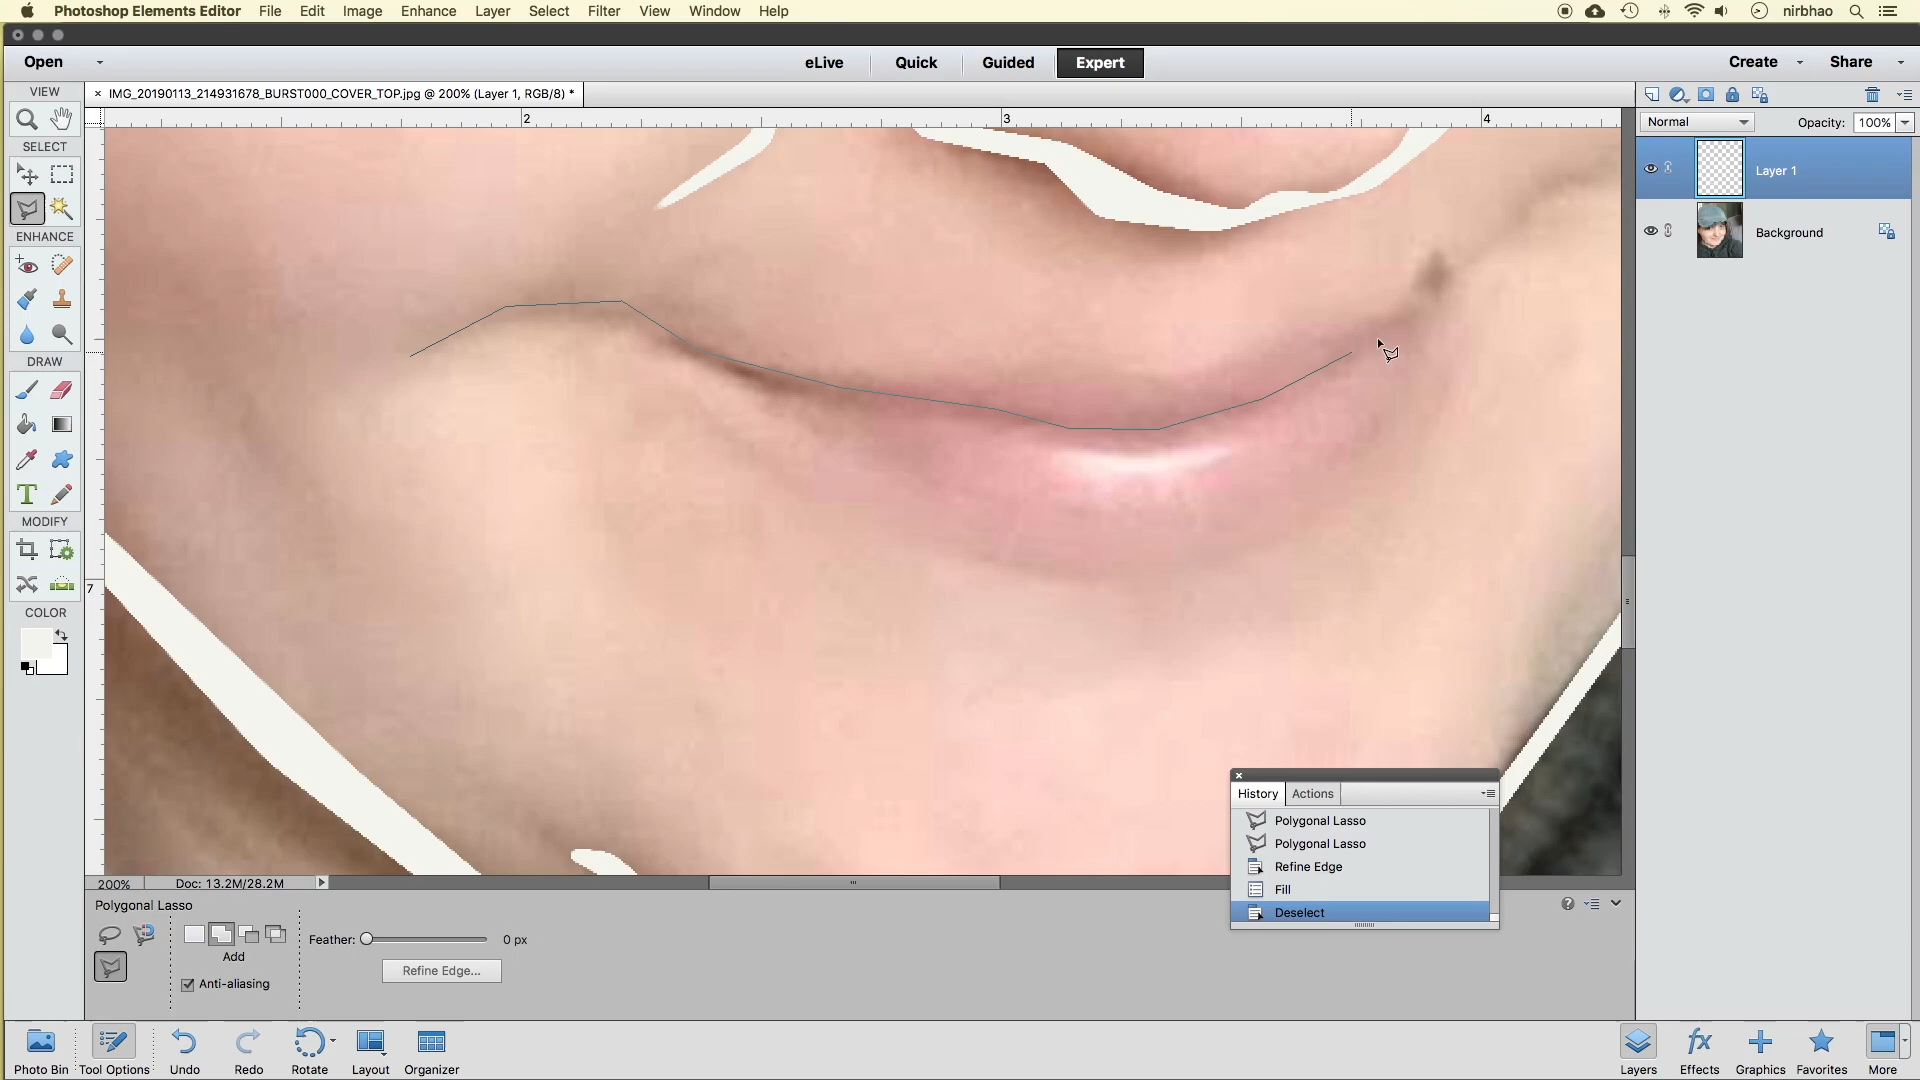 Photoshop Elements Editor File Edit Image Enhance Layer Select Filter View Window Help nirbhao
Open eLive Quick Guided Expert Create Share
VIEW × IMG_20190113_214931678_BURST000_COVER_TOP.jpg @ 200% (Layer 1, RGB/8) *
2 3 4
Normal Opacity: 100%
SELECT
Layer 1
Background
ENHANCE
DRAW
T
MODIFY
7
COLOR
History Actions
Polygonal Lasso
Polygonal Lasso
Refine Edge
Fill
Deselect
200% Doc: 13.2M/28.2M
Polygonal Lasso
Feather: 0 px
Add
Refine Edge...
Anti-aliasing
fx
Photo Bin Tool Options Undo Redo Rotate Layout Organizer Layers Effects Graphics Favorites More